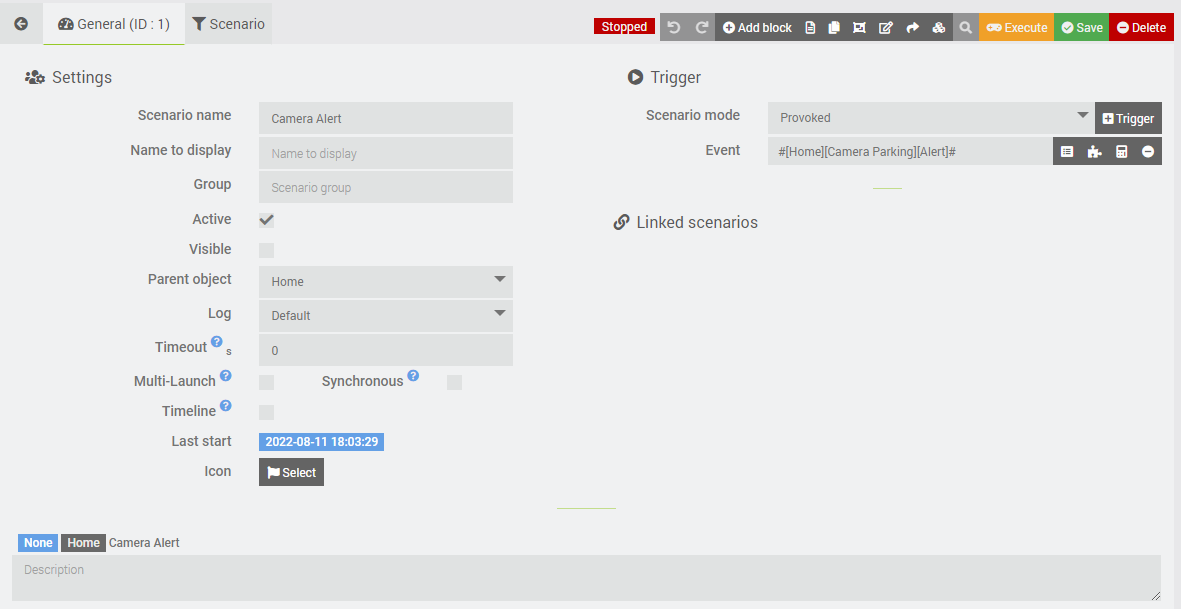 General (ID : 1) Scenario Stopped Add block Execute Save Delete
Settings
Scenario name Camera Alert
Name to display Name to display
Group Scenario group
Active
Visible
Parent object Home
Log Default
Timeout ? s 0
Multi-Launch ? Synchronous ?
Timeline ?
Last start 2022-08-11 18:03:29
Icon Select
Trigger
Scenario mode Provoked Trigger
Event #[Home][Camera Parking][Alert]#
Linked scenarios
None Home Camera Alert
Description